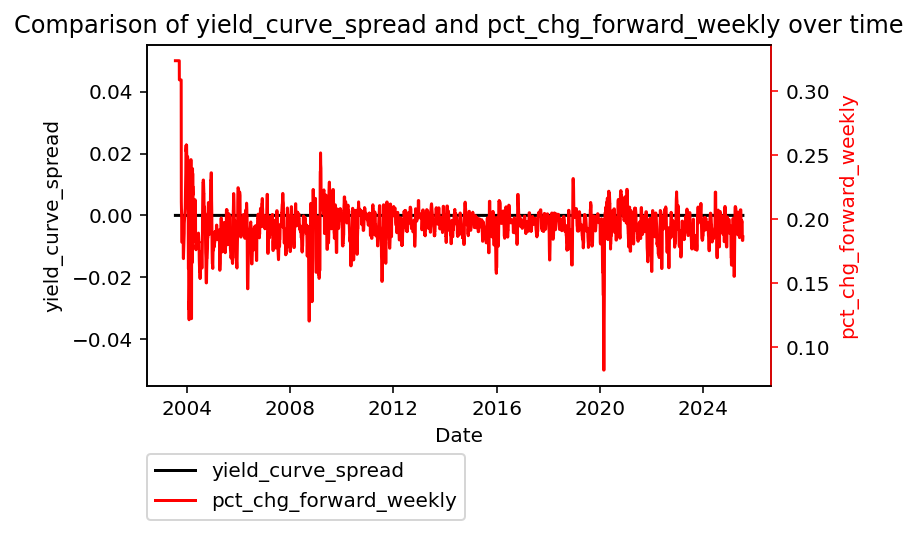 Comparison of yield_curve_spread and pct_chg_forward_weekly over time
yield_curve_spread
0.04
0.02
0.00
−0.02
−0.04
0.30
0.25
0.20
0.15
0.10
pct_chg_forward_weekly
2004 2008 2012 2016 2020 2024
Date
yield_curve_spread
pct_chg_forward_weekly